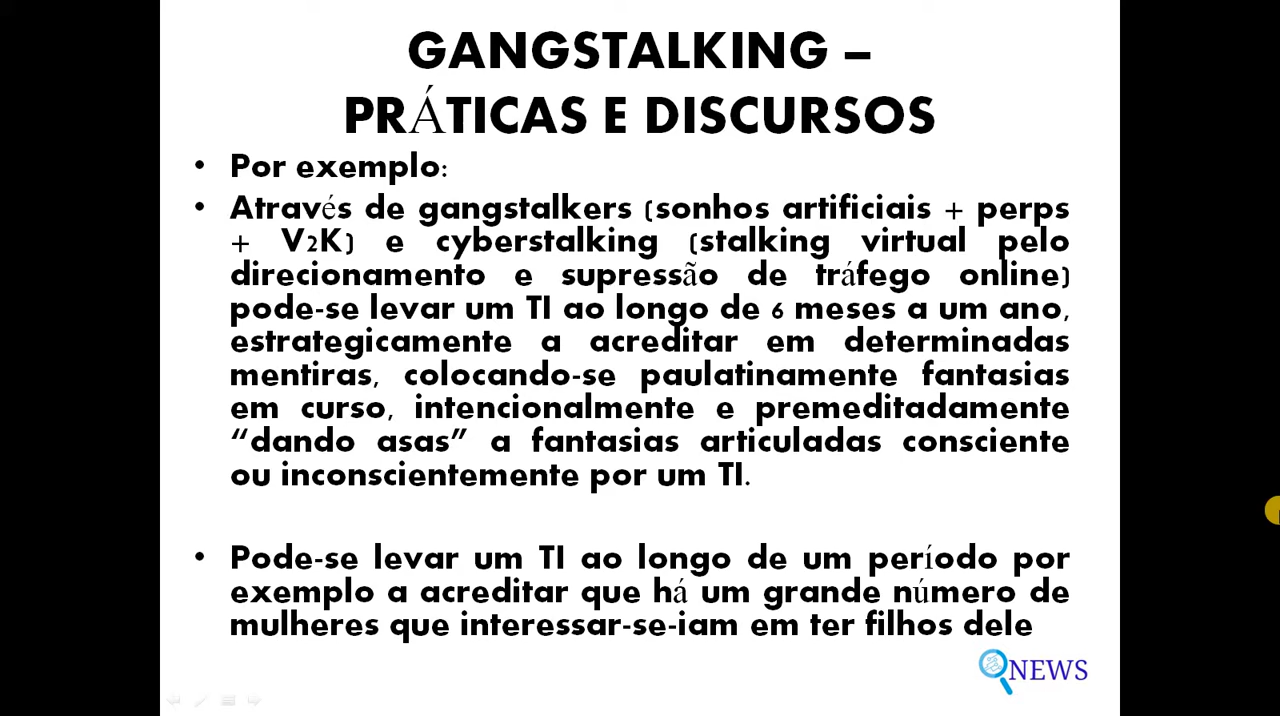 GANGSTALKING –
PRÁTICAS E DISCURSOS
• Por exemplo:
• Através de gangstalkers (sonhos artificiais + perps
+ V2K) e cyberstalking (stalking virtual pelo
direcionamento e supressão de tráfego online)
pode-se levar um TI ao longo de 6 meses a um ano,
estrategicamente a acreditar em determinadas
mentiras, colocando-se paulatinamente fantasias
em curso, intencionalmente e premeditadamente
“dando asas” a fantasias articuladas consciente
ou inconscientemente por um TI.
• Pode-se levar um TI ao longo de um período por
exemplo a acreditar que há um grande número de
mulheres que interessar-se-iam em ter filhos dele
NEWS